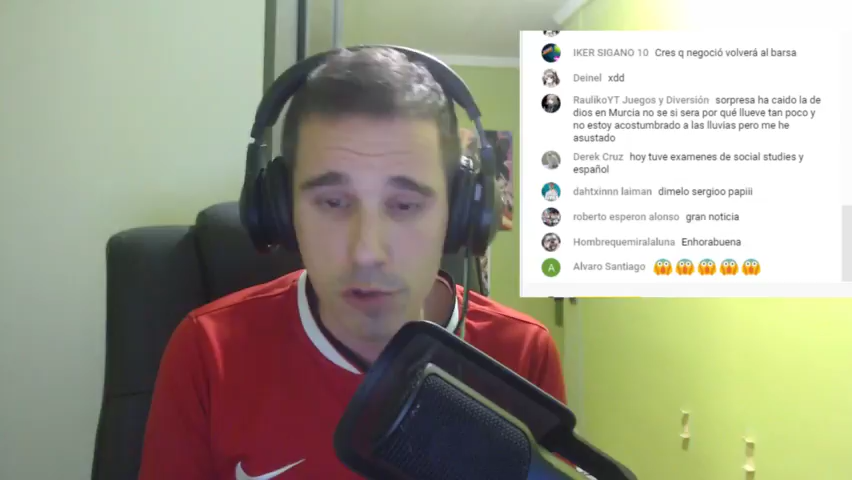 IKER SIGANO 10 Cres q negoció volverá al barsa
Deinel xdd
RaulikoYT Juegos y Diversión sorpresa ha caido la de
dios en Murcia no se si sera por qué llueve tan poco y
no estoy acostumbrado a las lluvias pero me he
asustado
Derek Cruz hoy tuve examenes de social studies y
español
dahtxinnn laiman dimelo sergioo papiii
roberto esperon alonso gran noticia
Hombrequemiralaluna Enhorabuena
A Alvaro Santiago 😱😱😱😱😱